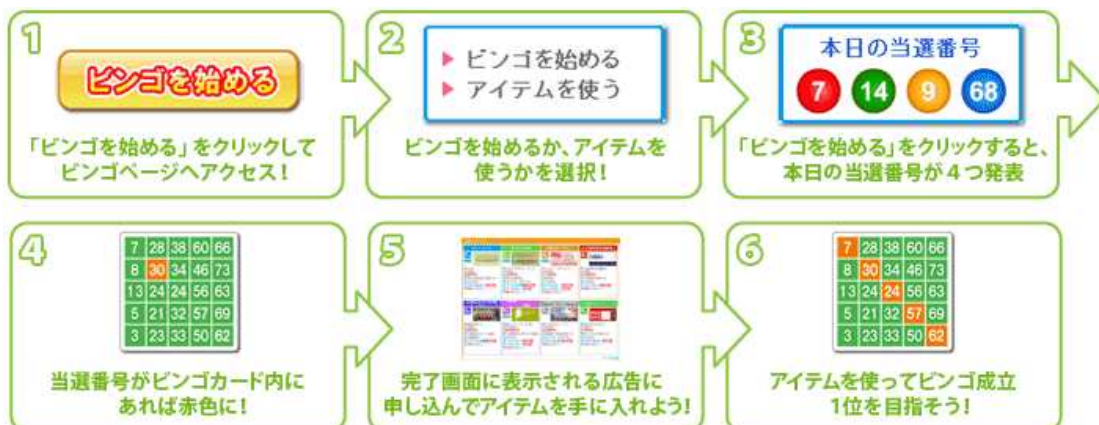 1
ビンゴを始める
「ビンゴを始める」をクリックして
ビンゴページへアクセス！
2
ビンゴを始める
アイテムを使う
ビンゴを始めるか、アイテムを
使うかを選択！
3
本日の当選番号
7 14 9 68
「ビンゴを始める」をクリックすると、
本日の当選番号が４つ発表
4
7 28 38 60 66
8 30 34 46 73
13 24 24 56 63
5 21 32 57 69
3 23 33 50 62
当選番号がビンゴカード内に
あれば赤色に！
5
完了画面に表示される広告に
申し込んでアイテムを手に入れよう！
6
7 28 38 60 66
8 30 34 46 73
13 24 24 56 63
5 21 32 57 69
3 23 33 50 62
アイテムを使ってビンゴ成立
1位を目指そう！